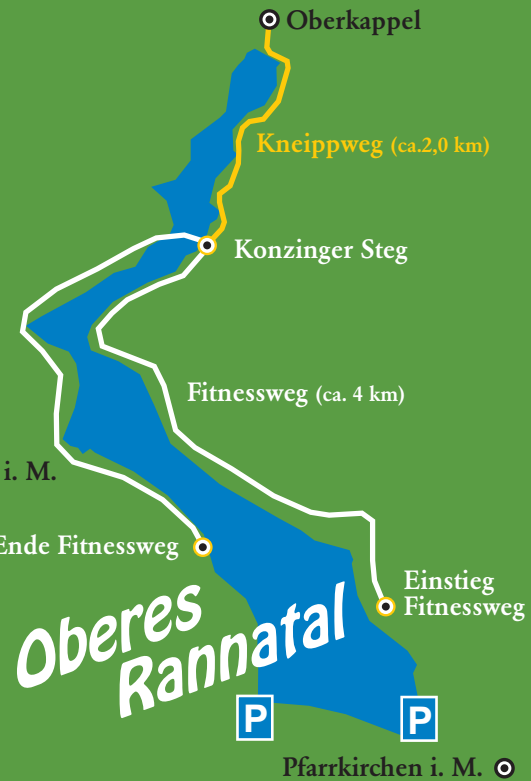 Oberkappel
Kneippweg (ca.2,0 km)
Konzinger Steg
Fitnessweg (ca. 4 km)
i. M.
Ende Fitnessweg
Einstieg
Fitnessweg
Oberes
Rannatal
P
P
Pfarrkirchen i. M.